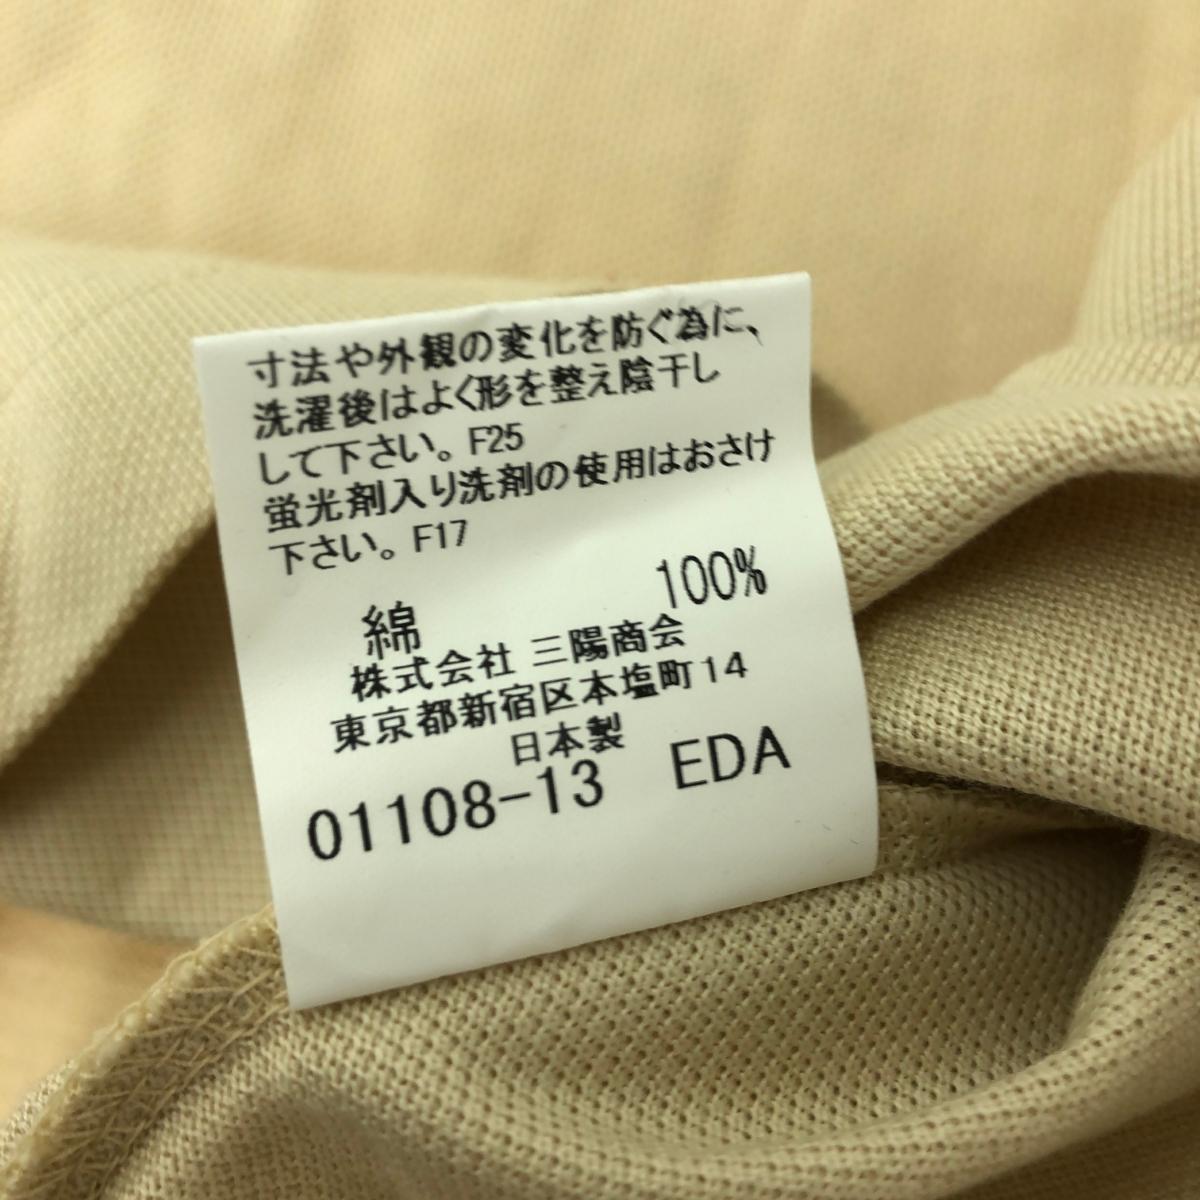 寸法や外観の変化を防ぐ為に、
洗濯後はよく形を整え陰干し
して下さい。F25
蛍光剤入り洗剤の使用はおさけ
下さい。F17
綿 100%
株式会社 三陽商会
東京都新宿区本塩町14
日本製
01108-13 EDA